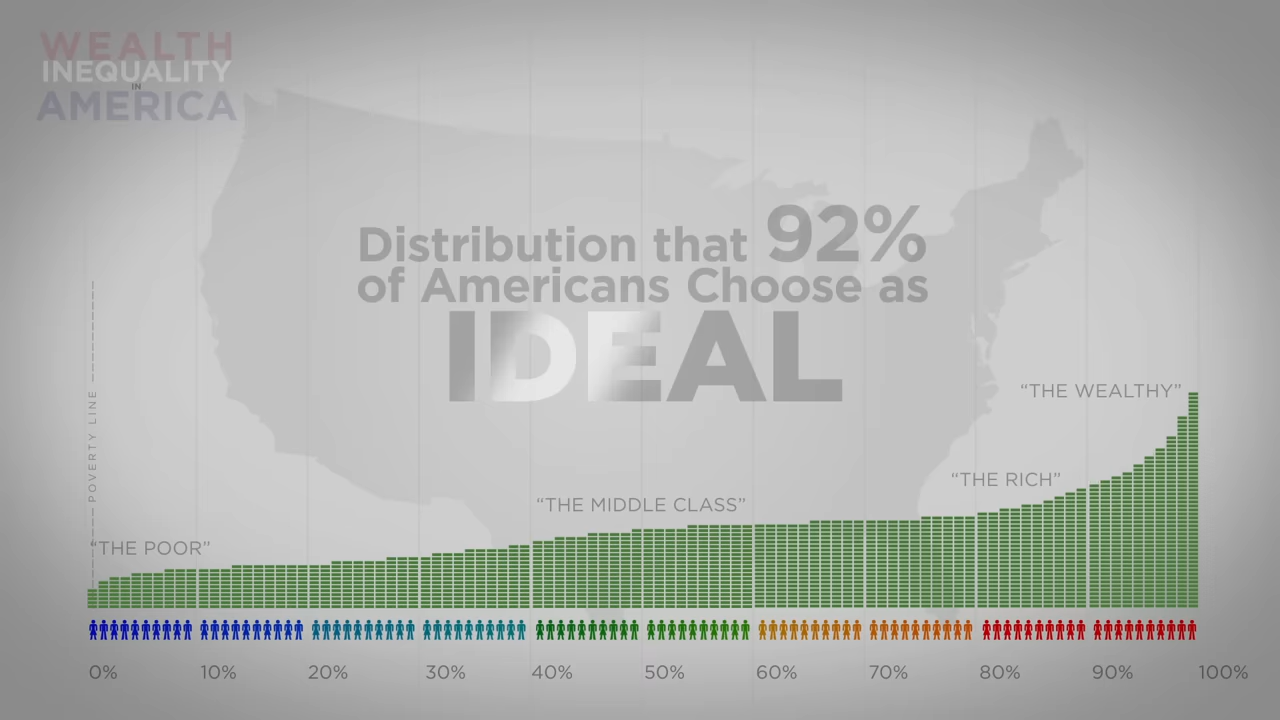 WEALTH
INEQUALITY
IN
AMERICA
Distribution that 92%
of Americans Choose as
IDEAL
POVERTY LINE
“THE POOR”
“THE MIDDLE CLASS”
“THE RICH”
“THE WEALTHY”
0% 10% 20% 30% 40% 50% 60% 70% 80% 90% 100%